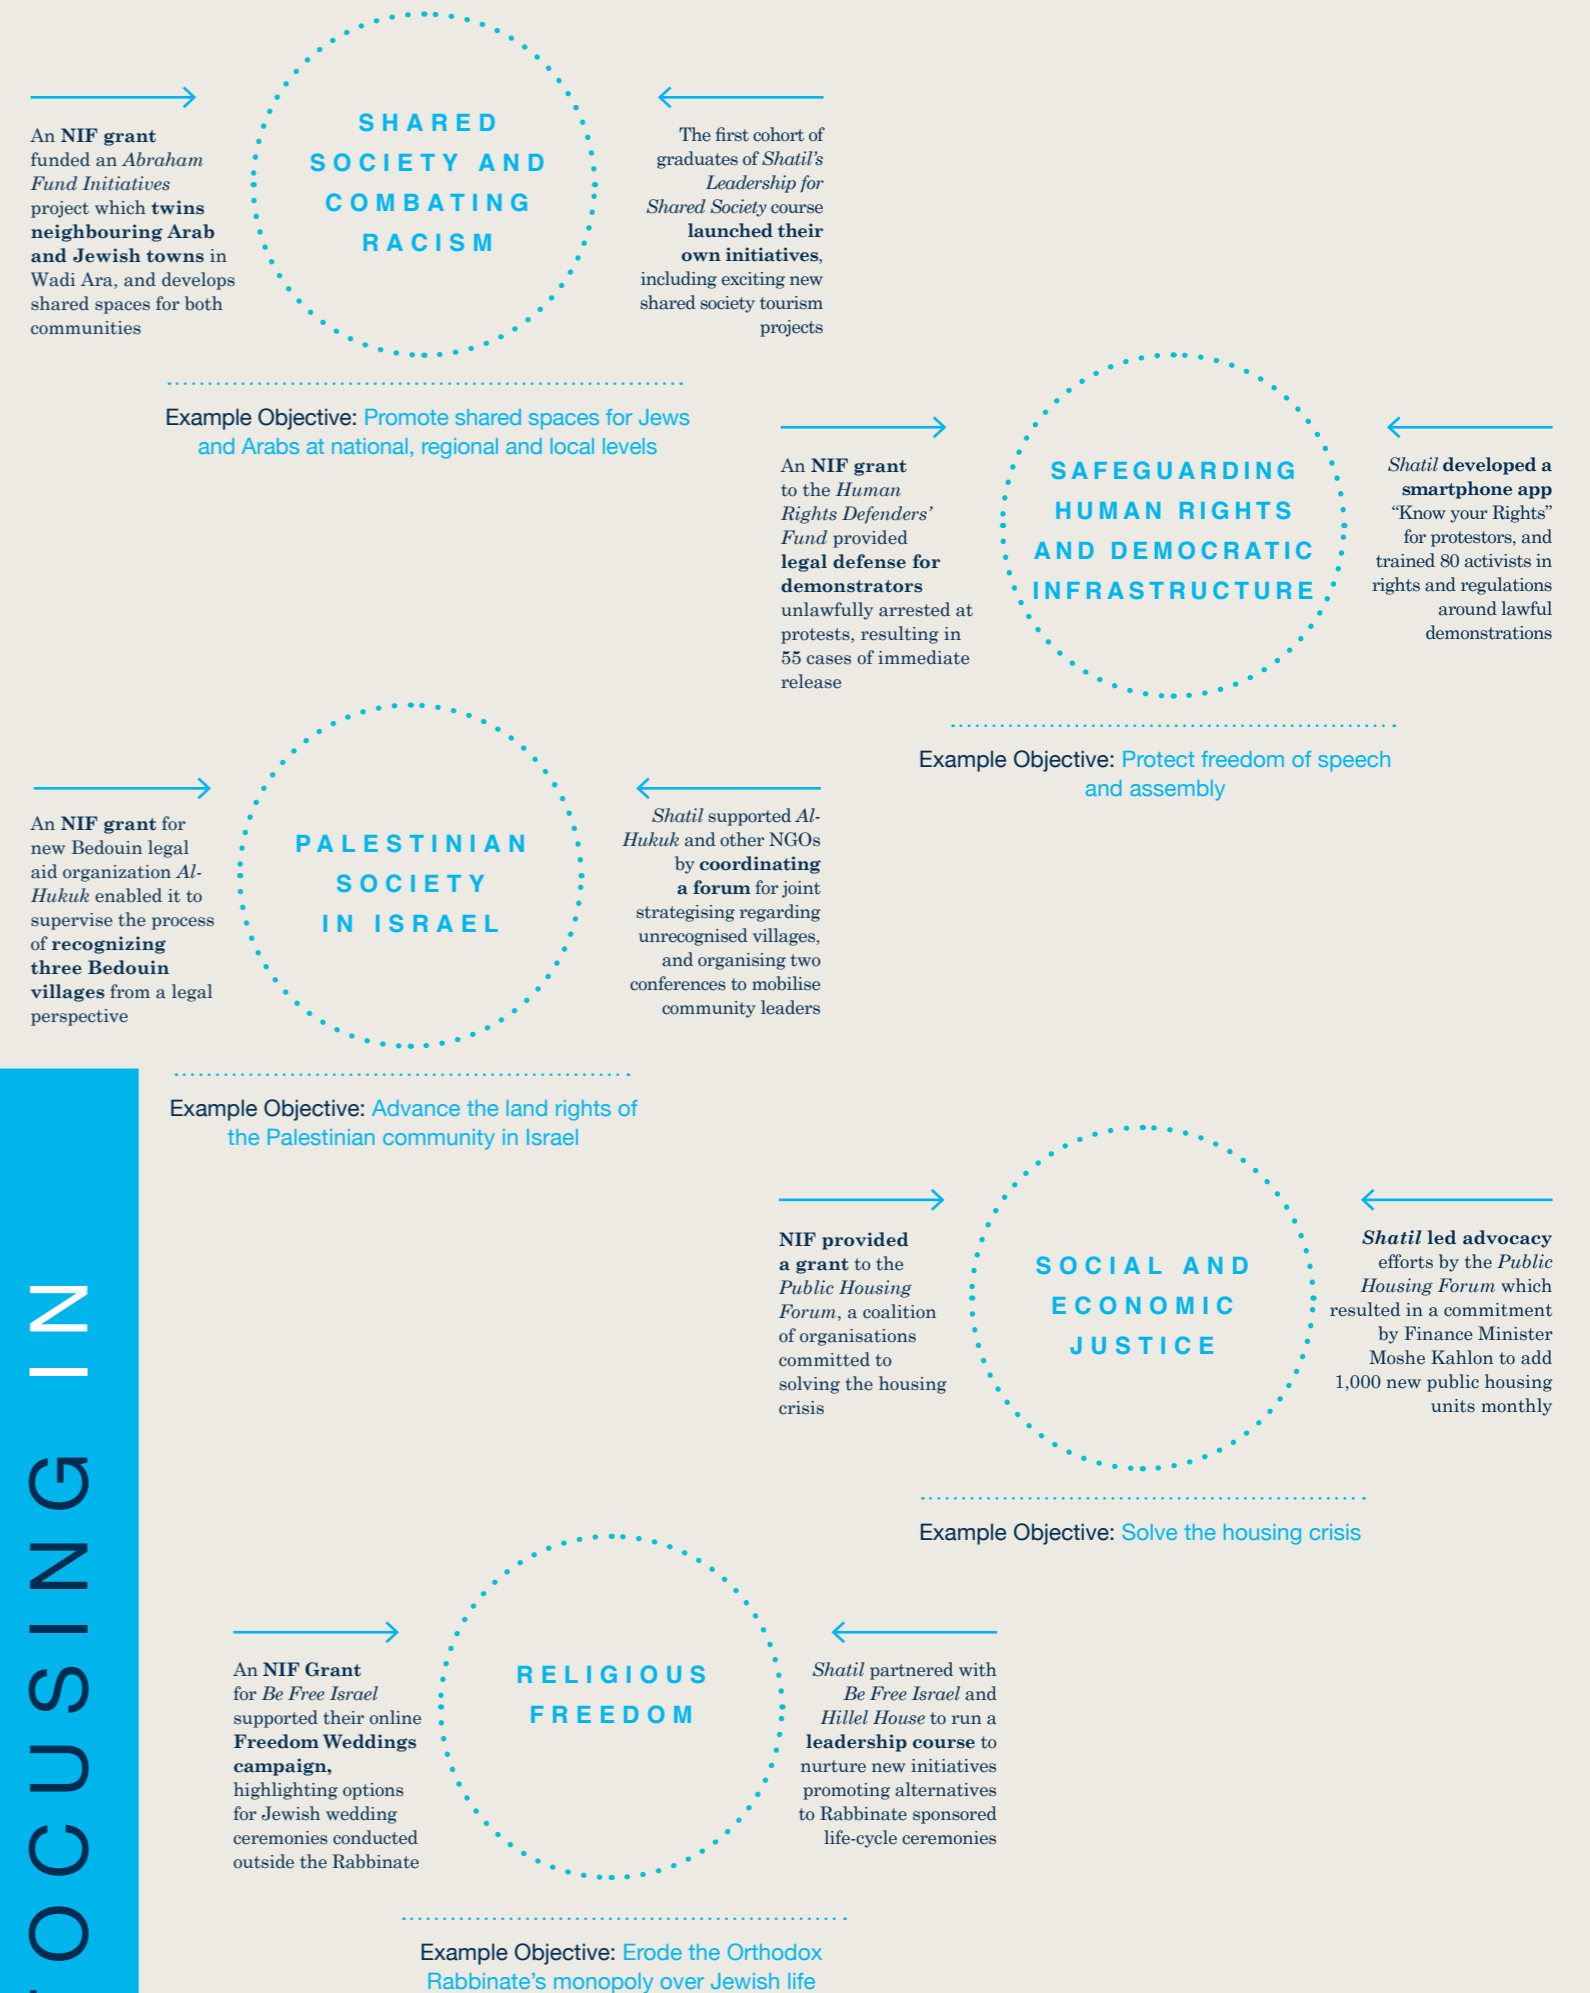 An NIF grant
funded an Abraham
Fund Initiatives
project which twins
neighbouring Arab
and Jewish towns in
Wadi Ara, and develops
shared spaces for both
communities
SHARED
SOCIETY AND
COMBATING
RACISM
The first cohort of
graduates of Shatil's
Leadership for
Shared Society course
launched their
own initiatives,
including exciting new
shared society tourism
projects
Example Objective: Promote shared spaces for Jews
and Arabs at national, regional and local levels
An NIF grant
to the Human
Rights Defenders'
Fund provided
legal defense for
demonstrators
unlawfully arrested at
protests, resulting in
55 cases of immediate
release
SAFEGUARDING
HUMAN RIGHTS
AND DEMOCRATIC
INFRASTRUCTURE
Shatil developed a
smartphone app
“Know your Rights”
for protestors, and
trained 80 activists in
rights and regulations
around lawful
demonstrations
Example Objective: Protect freedom of speech
and assembly
An NIF grant for
new Bedouin legal
aid organization Al-
Hukuk enabled it to
supervise the process
of recognizing
three Bedouin
villages from a legal
perspective
PALESTINIAN
SOCIETY
IN ISRAEL
Shatil supported Al-
Hukuk and other NGOs
by coordinating
a forum for joint
strategising regarding
unrecognised villages,
and organising two
conferences to mobilise
community leaders
Example Objective: Advance the land rights of
the Palestinian community in Israel
NIF provided
a grant to the
Public Housing
Forum, a coalition
of organisations
committed to
solving the housing
crisis
SOCIAL AND
ECONOMIC
JUSTICE
Shatil led advocacy
efforts by the Public
Housing Forum which
resulted in a commitment
by Finance Minister
Moshe Kahlon to add
1,000 new public housing
units monthly
Example Objective: Solve the housing crisis
An NIF Grant
for Be Free Israel
supported their online
Freedom Weddings
campaign,
highlighting options
for Jewish wedding
ceremonies conducted
outside the Rabbinate
RELIGIOUS
FREEDOM
Shatil partnered with
Be Free Israel and
Hillel House to run a
leadership course to
nurture new initiatives
promoting alternatives
to Rabbinate sponsored
life-cycle ceremonies
Example Objective: Erode the Orthodox
Rabbinate's monopoly over Jewish life
OCUSING IN